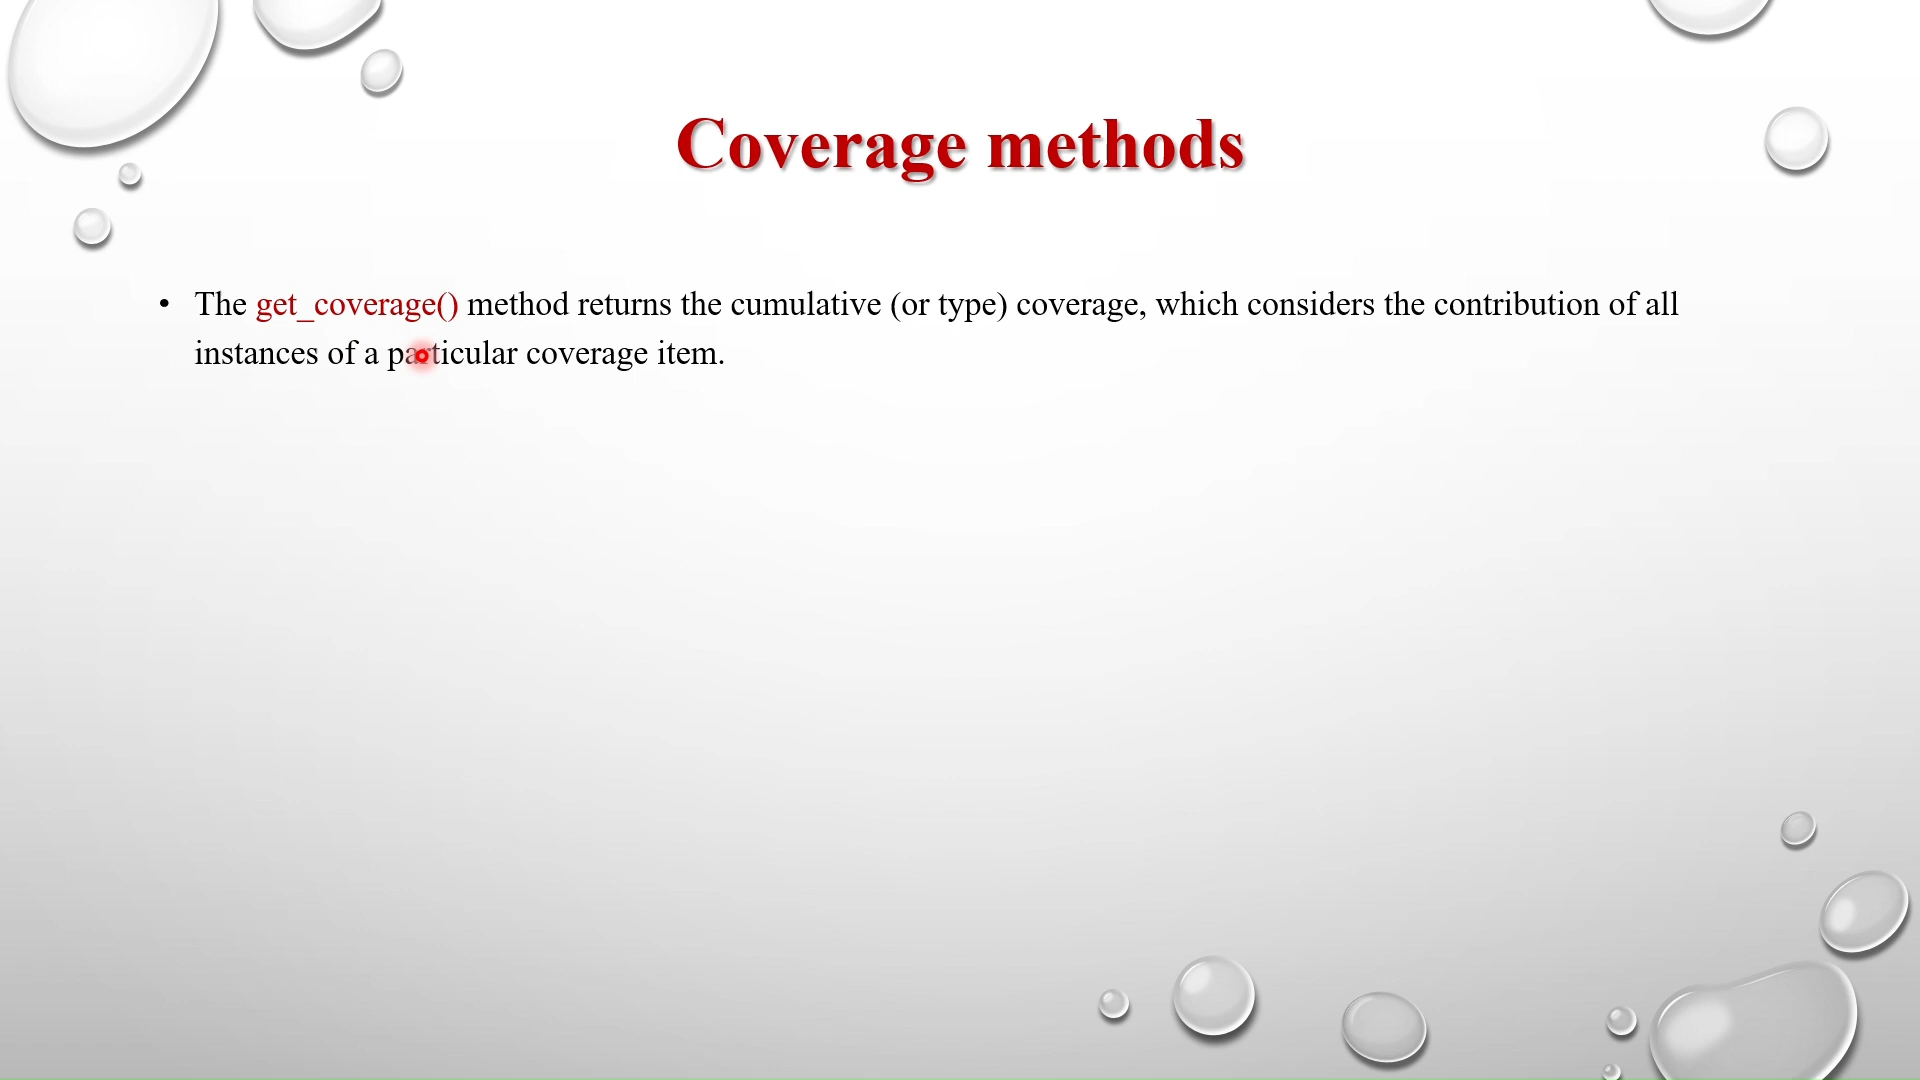 Coverage methods
• The get_coverage() method returns the cumulative (or type) coverage, which considers the contribution of all
instances of a particular coverage item.